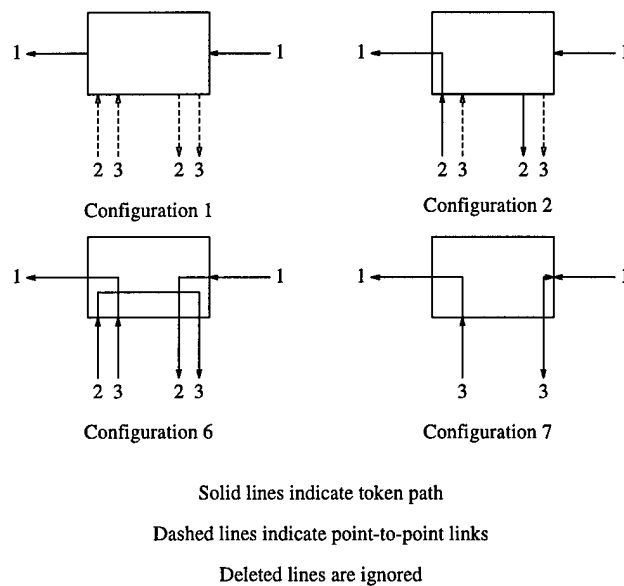 1 1 1 1
2 3 2 3 2 3 2 3
Configuration 1 Configuration 2
1 1 1 1
2 3 2 3 3 3
Configuration 6 Configuration 7
Solid lines indicate token path
Dashed lines indicate point-to-point links
Deleted lines are ignored